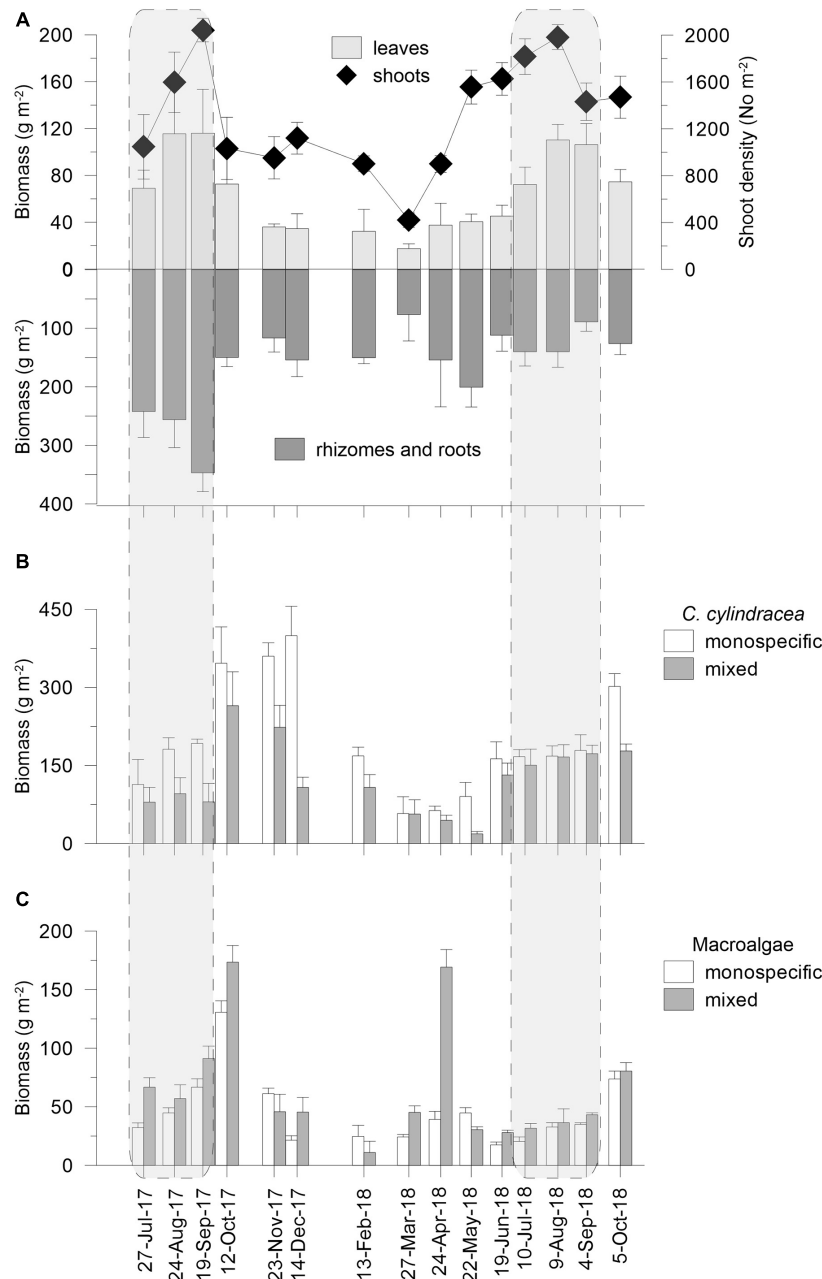 A
200
160
120
80
40
0
Biomass (g m-2)
leaves
shoots
2000
1600
1200
800
400
0
Shoot density (No m-2)
100
200
300
400
Biomass (g m-2)
rhizomes and roots
B
450
300
150
0
Biomass (g m-2)
C. cylindracea
monospecific
mixed
C
200
150
100
50
0
Biomass (g m-2)
Macroalgae
monospecific
mixed
27-Jul-17
24-Aug-17
19-Sep-17
12-Oct-17
23-Nov-17
14-Dec-17
13-Feb-18
27-Mar-18
24-Apr-18
22-May-18
19-Jun-18
10-Jul-18
9-Aug-18
4-Sep-18
5-Oct-18